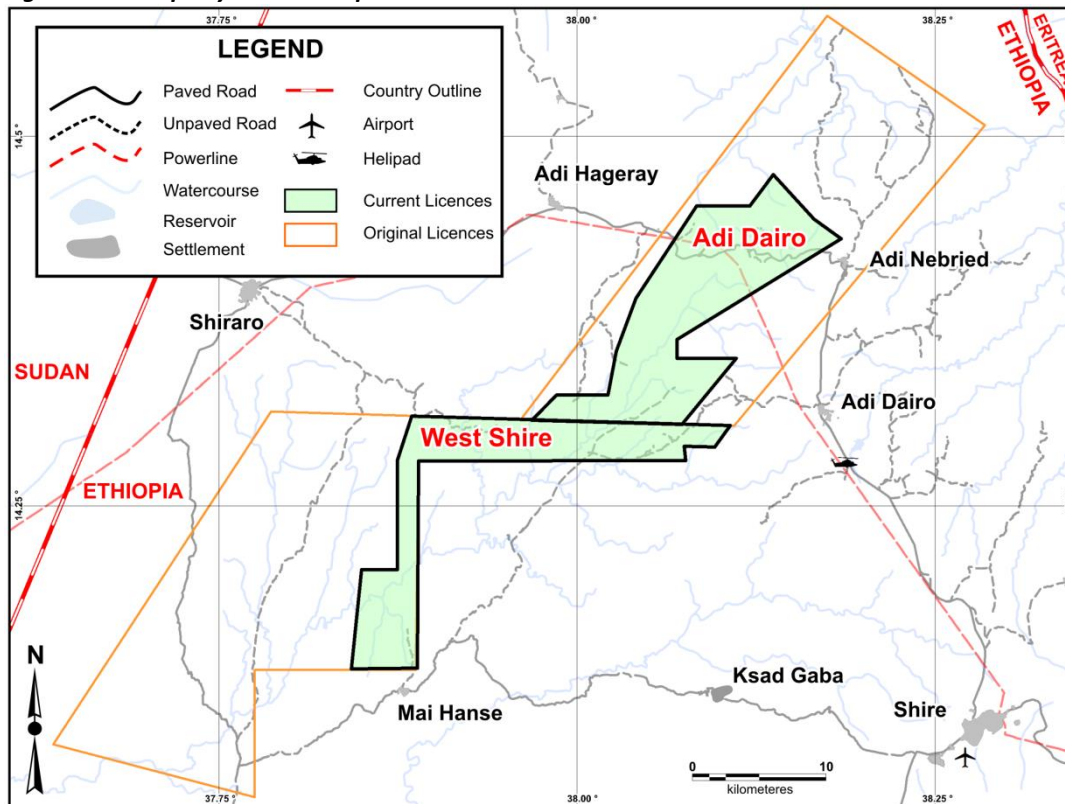 37.75 °
38.00 °
38.25 °
LEGEND
Paved Road
Unpaved Road
Powerline
Watercourse
Reservoir
Settlement
Country Outline
Airport
Helipad
Current Licences
Original Licences
ERITREA
ETHIOPIA
14.5 °
Adi Hageray
Adi Dairo
Adi Nebried
Shiraro
SUDAN
Adi Dairo
West Shire
ETHIOPIA
14.25 °
N
Ksad Gaba
Mai Hanse
Shire
0 10
kilometeres
37.75 °
38.00 °
38.25 °